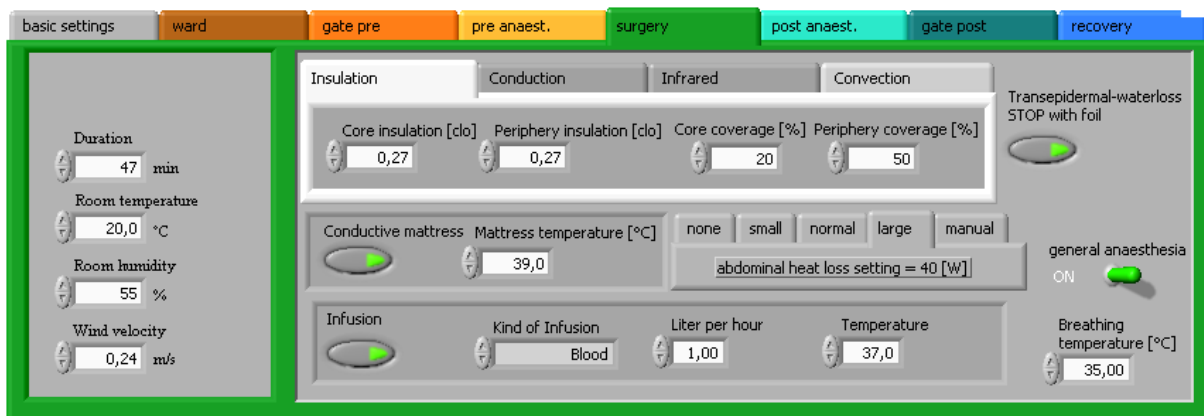 basic settings
ward
gate pre
pre anaest.
surgery
post anaest.
gate post
recovery
Duration
47 min
Room temperature
20,0 °C
Room humidity
55 %
Wind velocity
0,24 m/s
Insulation
Conduction
Infrared
Convection
Core insulation [clo]
0,27
Periphery insulation [clo]
0,27
Core coverage [%]
20
Periphery coverage [%]
50
Transepidermal-waterloss
STOP with foil
Conductive mattress
Mattress temperature [°C]
39,0
none
small
normal
large
manual
abdominal heat loss setting = 40 [W]
general anaesthesia
ON
Infusion
Kind of Infusion
Blood
Liter per hour
1,00
Temperature
37,0
Breathing
temperature [°C]
35,00